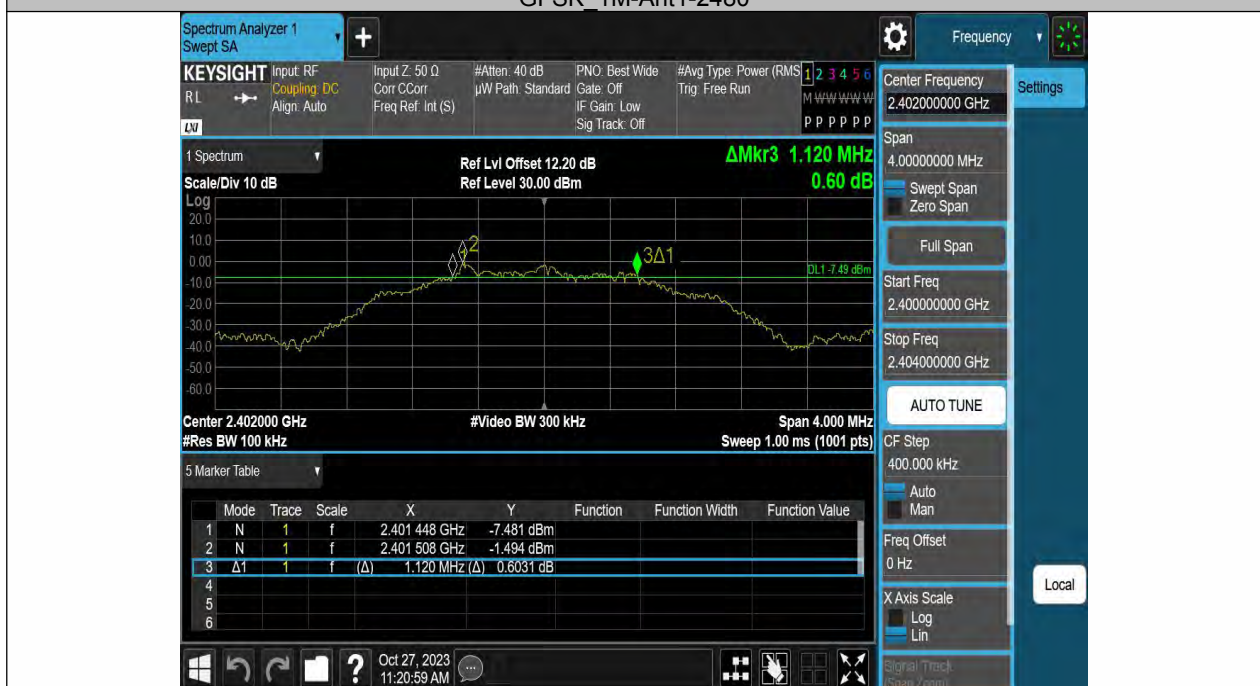 GFSK_1M-Ant1-2480
Spectrum Analyzer 1
Swept SA
Frequency
KEYSIGHT
RL
LXI
Input: RF
Coupling: DC
Align: Auto
Input Z: 50 Ω
Corr CCorr
Freq Ref: Int (S)
#Atten: 40 dB
µW Path: Standard
PNO: Best Wide
Gate: Off
IF Gain: Low
Sig Track: Off
#Avg Type: Power (RMS
Trig: Free Run
1 2 3 4 5 6
M W W W W W
P P P P P P
1 Spectrum
Scale/Div 10 dB
Ref Lvl Offset 12.20 dB
Ref Level 30.00 dBm
ΔMkr3 1.120 MHz
0.60 dB
Log
20.0
10.0
0.00
-10.0
-20.0
-30.0
-40.0
-50.0
-60.0
2
3Δ1
DL1 -7.49 dBm
Center 2.402000 GHz
#Res BW 100 kHz
#Video BW 300 kHz
Span 4.000 MHz
Sweep 1.00 ms (1001 pts)
5 Marker Table
Mode Trace Scale X Y Function Function Width Function Value
1 N 1 f 2.401 448 GHz -7.481 dBm
2 N 1 f 2.401 508 GHz -1.494 dBm
3 Δ1 1 f (Δ) 1.120 MHz (Δ) 0.6031 dB
4
5
6
Oct 27, 2023
11:20:59 AM
Center Frequency
2.402000000 GHz
Span
4.00000000 MHz
Swept Span
Zero Span
Full Span
Start Freq
2.400000000 GHz
Stop Freq
2.404000000 GHz
AUTO TUNE
CF Step
400.000 kHz
Auto
Man
Freq Offset
0 Hz
X Axis Scale
Log
Lin
Signal Track
(Span Zoom)
Settings
Local